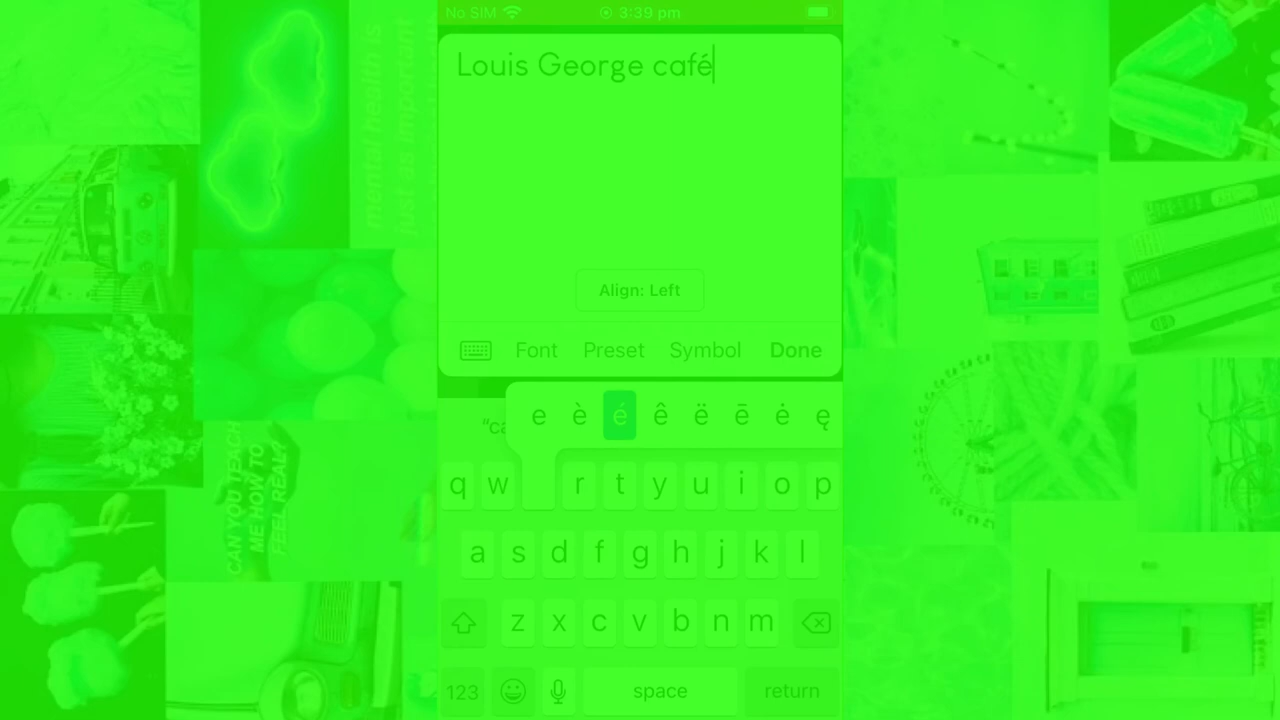 No SIM 3:39 pm
Louis George café
Align: Left
Font Preset Symbol Done
e è é ê ë ē ė ę
"ca
q w r t y u i o p
a s d f g h j k l
z x c v b n m
123 space return
mental health is
just as important
CAN YOU TEACH
ME HOW TO
FEEL REAL?